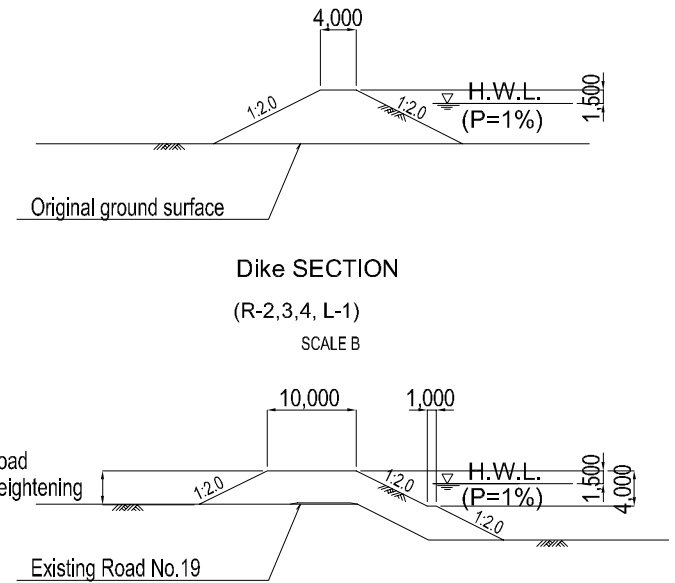 4,000
1:2.0
1:2.0
H.W.L.
(P=1%)
1,500
Original ground surface
Dike SECTION
(R-2,3,4, L-1)
SCALE B
10,000
1,000
oad
eightening
1:2.0
1:2.0
H.W.L.
(P=1%)
1,500
4,000
1:2.0
Existing Road No.19